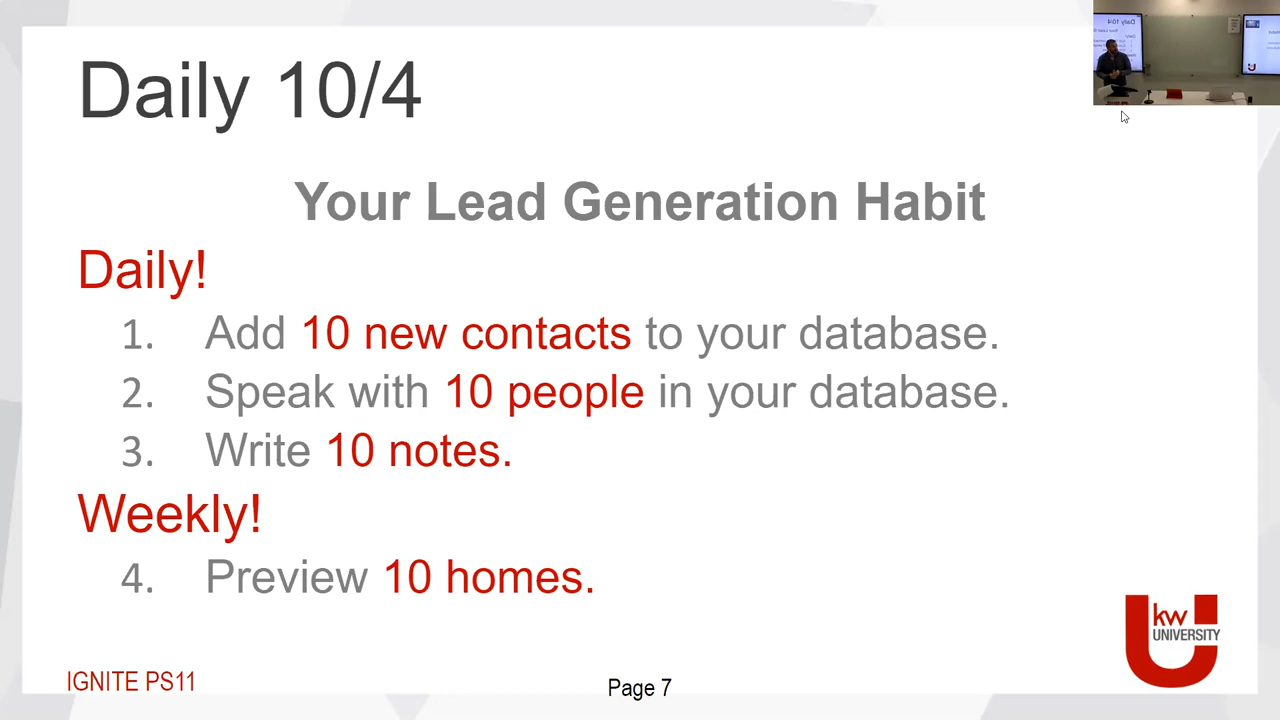 Daily 10/4
Your Lead Generation Habit
Daily!
1. Add 10 new contacts to your database.
2. Speak with 10 people in your database.
3. Write 10 notes.
Weekly!
4. Preview 10 homes.
kw
UNIVERSITY
IGNITE PS11
Page 7